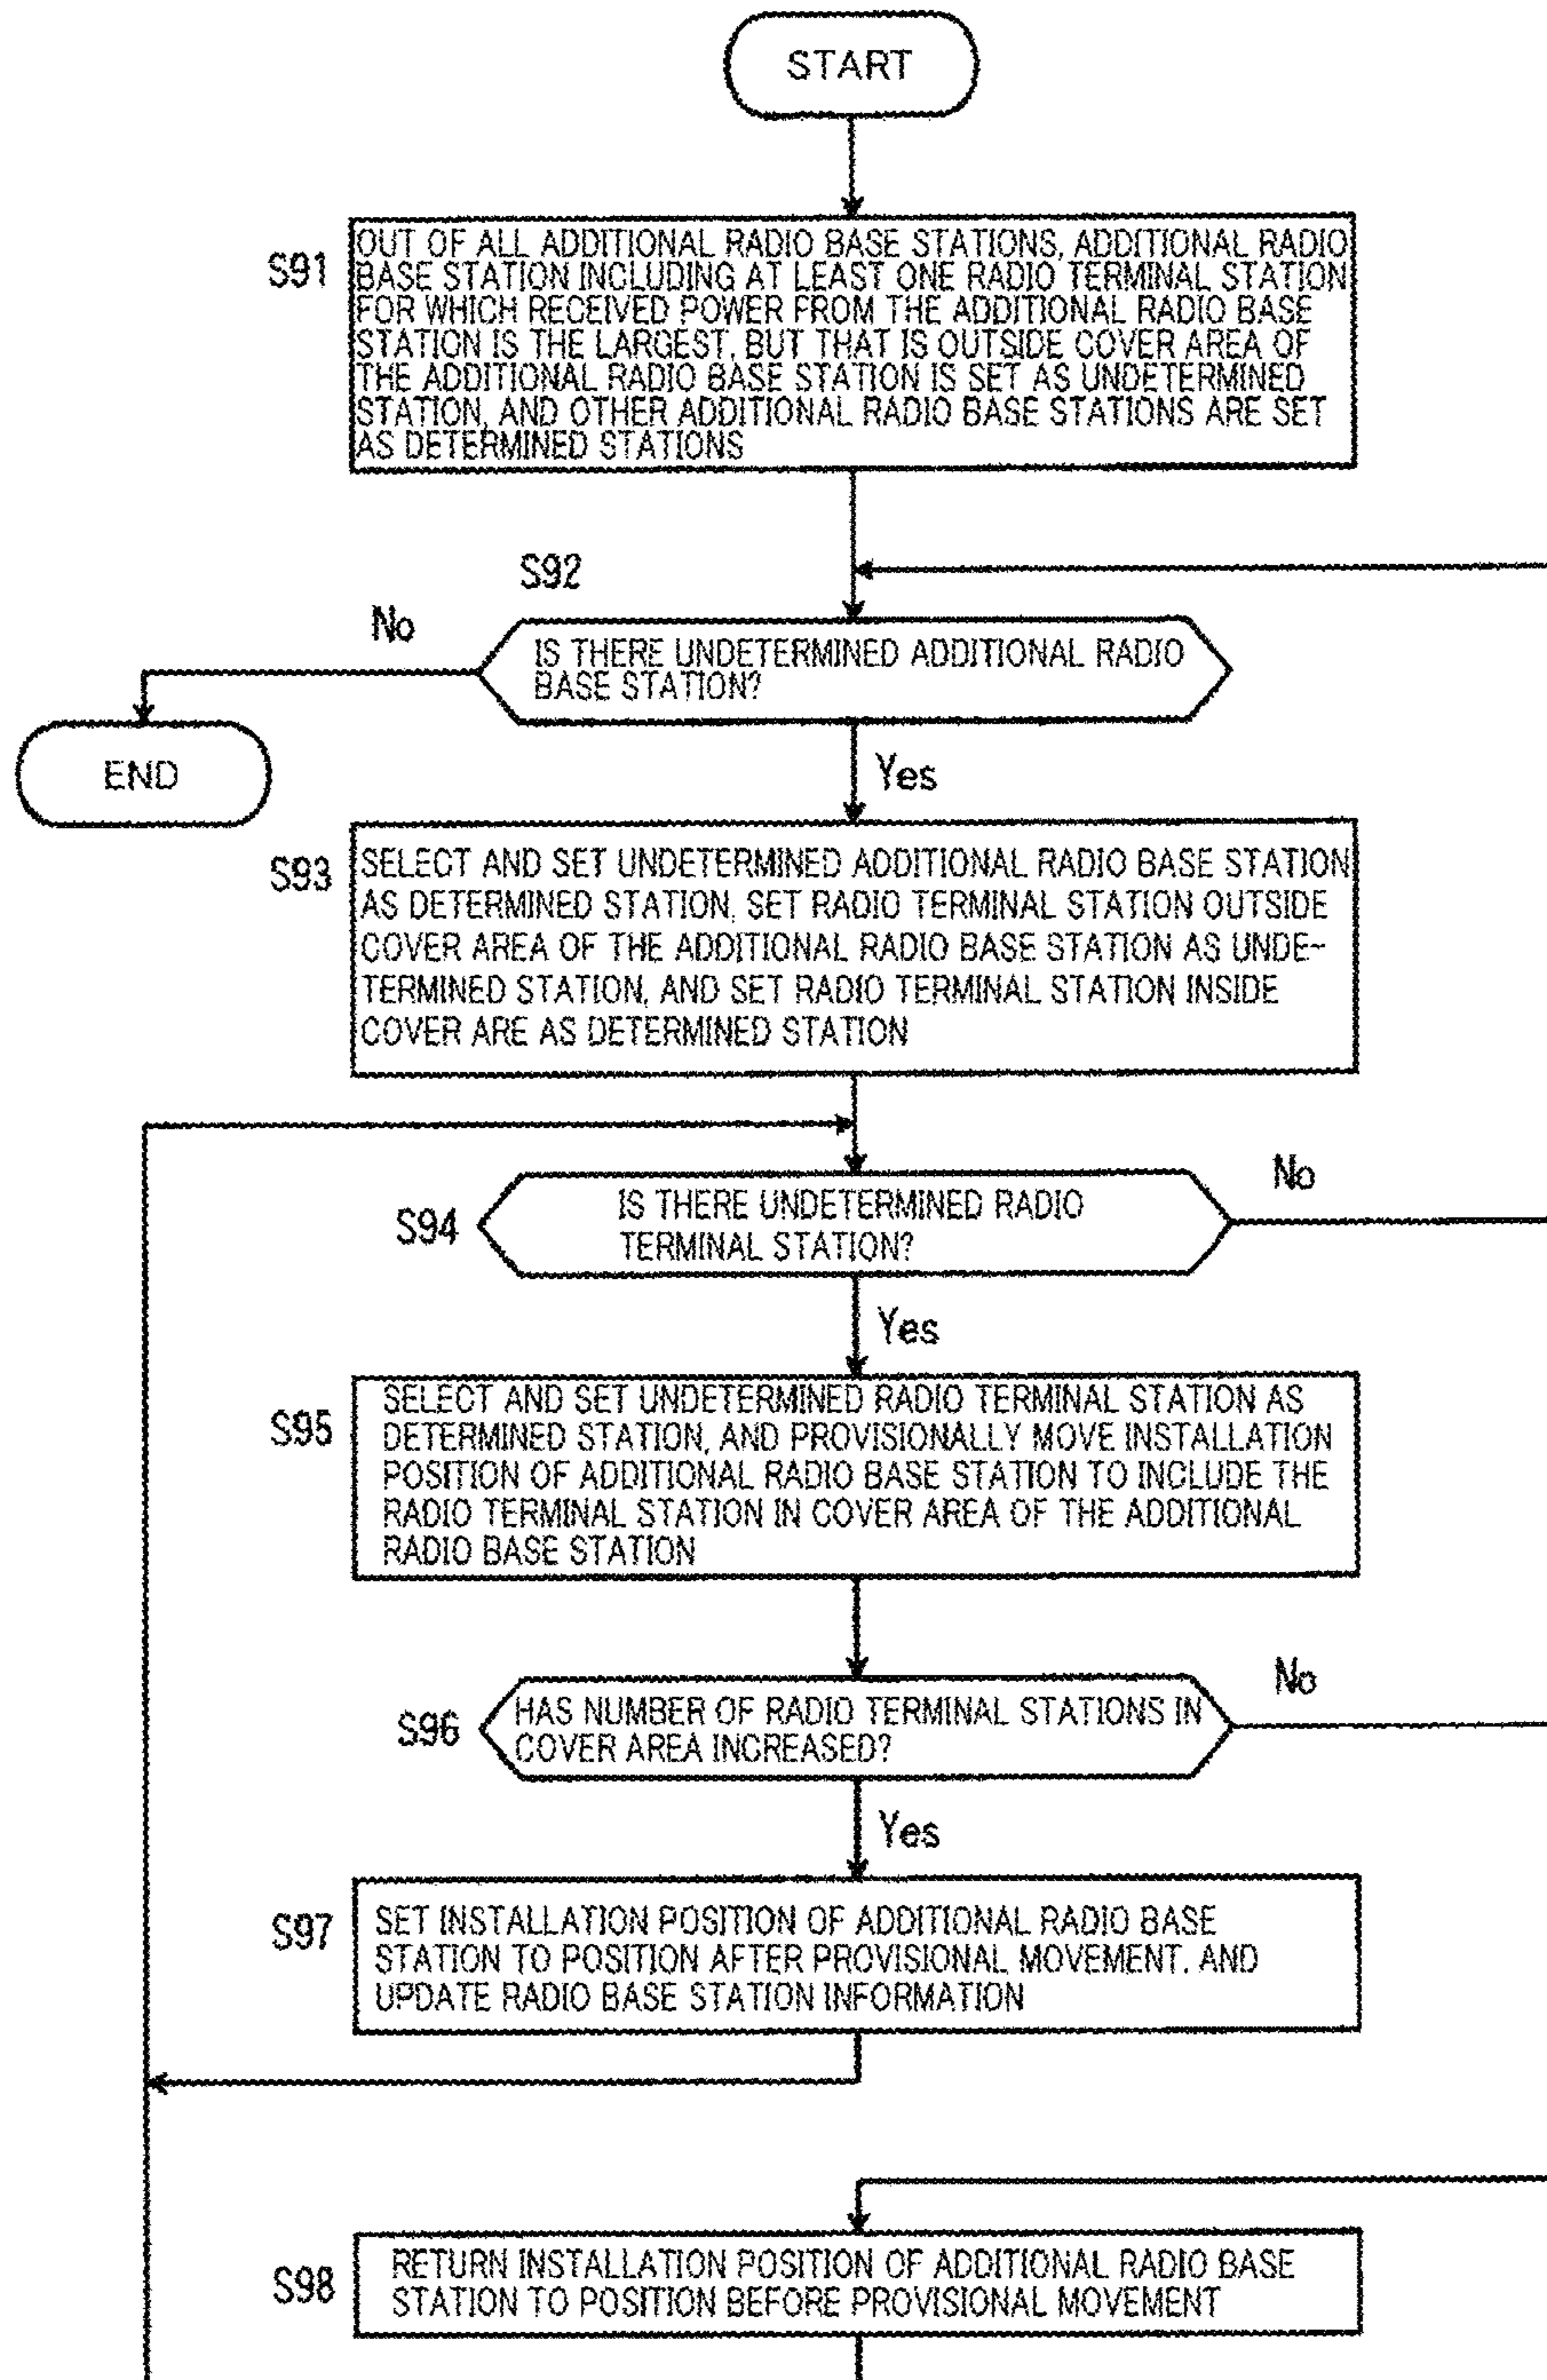 START
S91
OUT OF ALL ADDITIONAL RADIO BASE STATIONS, ADDITIONAL RADIO
BASE STATION INCLUDING AT LEAST ONE RADIO TERMINAL STATION
FOR WHICH RECEIVED POWER FROM THE ADDITIONAL RADIO BASE
STATION IS THE LARGEST, BUT THAT IS OUTSIDE COVER AREA OF
THE ADDITIONAL RADIO BASE STATION IS SET AS UNDETERMINED
STATION, AND OTHER ADDITIONAL RADIO BASE STATIONS ARE SET
AS DETERMINED STATIONS
S92
No
IS THERE UNDETERMINED ADDITIONAL RADIO
BASE STATION?
END
Yes
S93
SELECT AND SET UNDETERMINED ADDITIONAL RADIO BASE STATION
AS DETERMINED STATION, SET RADIO TERMINAL STATION OUTSIDE
COVER AREA OF THE ADDITIONAL RADIO BASE STATION AS UNDE-
TERMINED STATION, AND SET RADIO TERMINAL STATION INSIDE
COVER ARE AS DETERMINED STATION
No
S94
IS THERE UNDETERMINED RADIO
TERMINAL STATION?
Yes
S95
SELECT AND SET UNDETERMINED RADIO TERMINAL STATION AS
DETERMINED STATION, AND PROVISIONALLY MOVE INSTALLATION
POSITION OF ADDITIONAL RADIO BASE STATION TO INCLUDE THE
RADIO TERMINAL STATION IN COVER AREA OF THE ADDITIONAL
RADIO BASE STATION
No
S96
HAS NUMBER OF RADIO TERMINAL STATIONS IN
COVER AREA INCREASED?
Yes
S97
SET INSTALLATION POSITION OF ADDITIONAL RADIO BASE
STATION TO POSITION AFTER PROVISIONAL MOVEMENT, AND
UPDATE RADIO BASE STATION INFORMATION
S98
RETURN INSTALLATION POSITION OF ADDITIONAL RADIO BASE
STATION TO POSITION BEFORE PROVISIONAL MOVEMENT